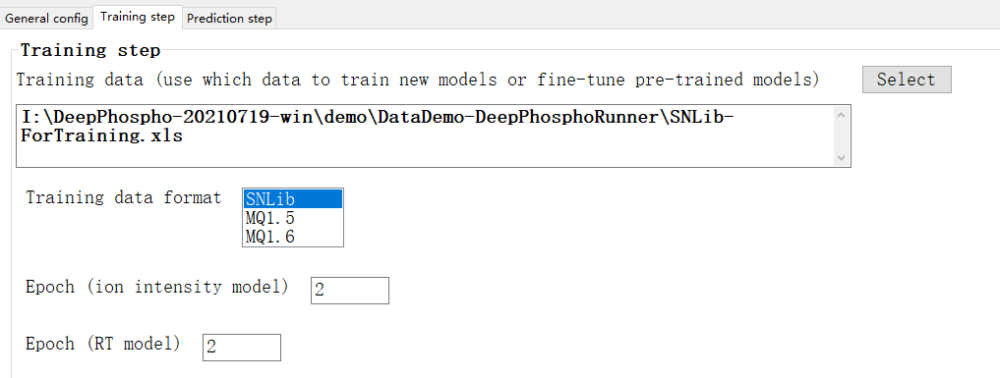 General config Training step Prediction step
Training step
Training data (use which data to train new models or fine-tune pre-trained models) Select
I:\DeepPhospho-20210719-win\demo\DataDemo-DeepPhosphoRunner\SNLib-
ForTraining.xls
Training data format SNLib
MQ1.5
MQ1.6
Epoch (ion intensity model) 2
Epoch (RT model) 2